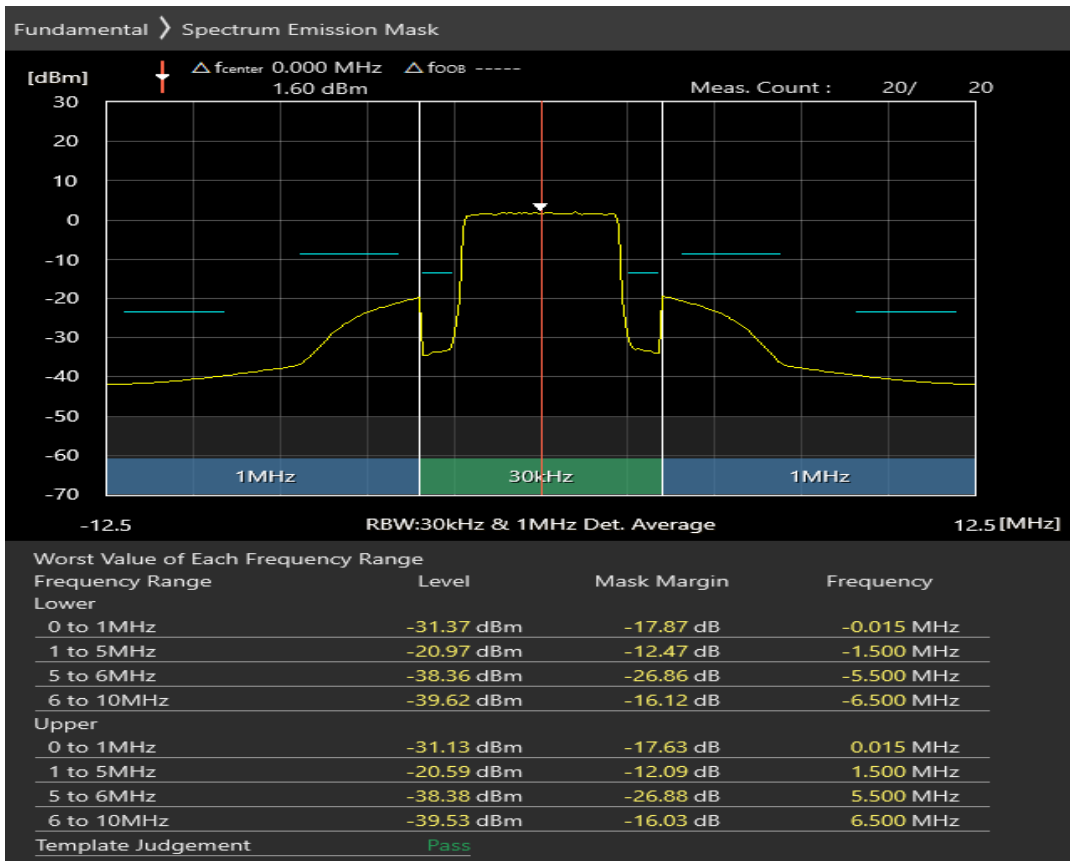 Fundamental ❯ Spectrum Emission Mask
△ fcenter 0.000 MHz △ fOOB -----
[dBm] 1.60 dBm Meas. Count : 20/ 20
30
20
10
0
-10
-20
-30
-40
-50
-60
1MHz 30kHz 1MHz
-70
-12.5 RBW:30kHz & 1MHz Det. Average 12.5 [MHz]
Worst Value of Each Frequency Range
Frequency Range Level Mask Margin Frequency
Lower
0 to 1MHz -31.37 dBm -17.87 dB -0.015 MHz
1 to 5MHz -20.97 dBm -12.47 dB -1.500 MHz
5 to 6MHz -38.36 dBm -26.86 dB -5.500 MHz
6 to 10MHz -39.62 dBm -16.12 dB -6.500 MHz
Upper
0 to 1MHz -31.13 dBm -17.63 dB 0.015 MHz
1 to 5MHz -20.59 dBm -12.09 dB 1.500 MHz
5 to 6MHz -38.38 dBm -26.88 dB 5.500 MHz
6 to 10MHz -39.53 dBm -16.03 dB 6.500 MHz
Template Judgement Pass